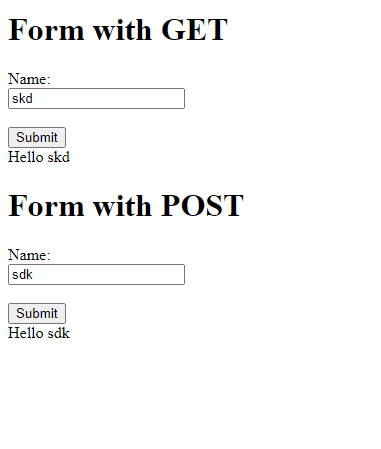 Form with GET
Name:
skd
Submit
Hello skd
Form with POST
Name:
sdk
Submit
Hello sdk